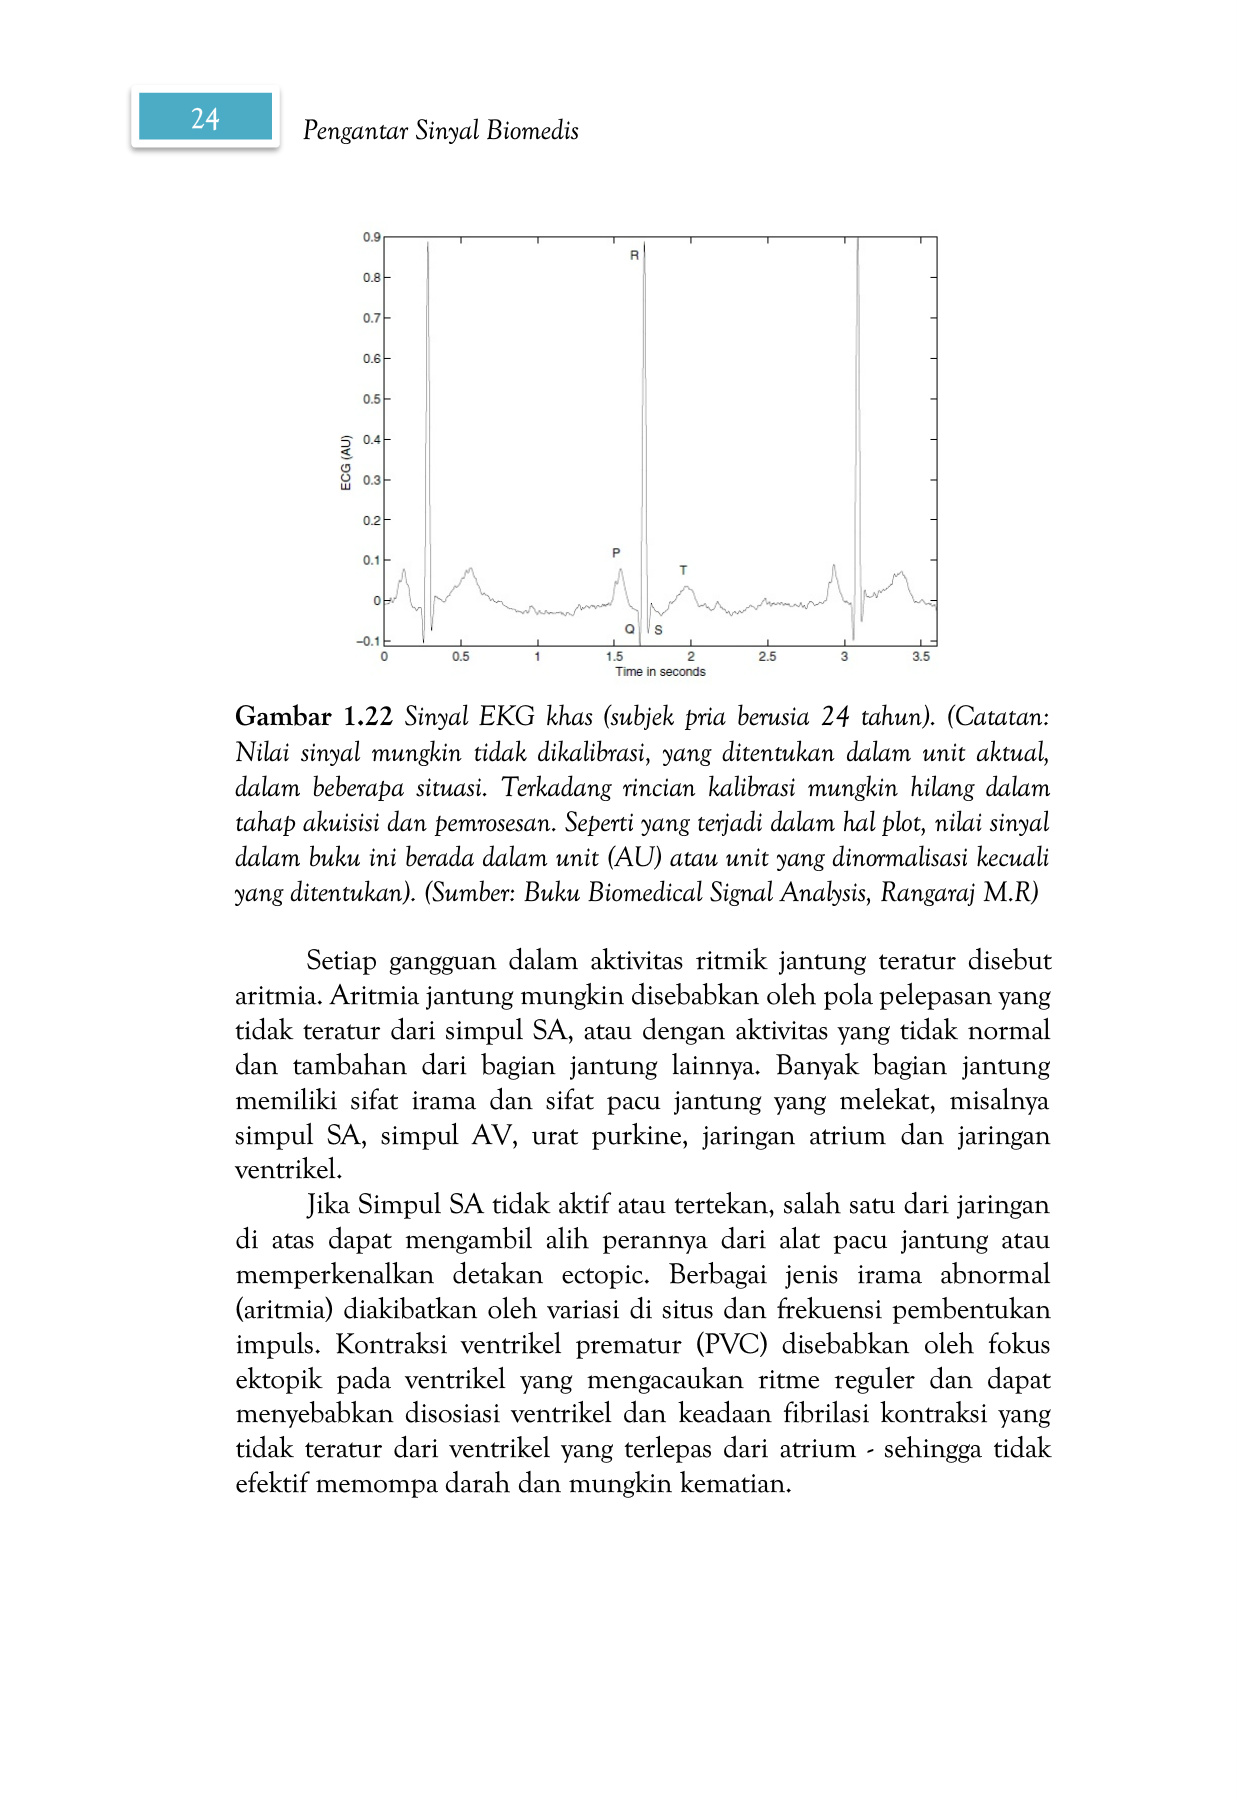 24
Pengantar Sinyal Biomedis
0.9
0.8
0.7
0.6
0.5
0.4
0.3
0.2
0.1
0
−0.1
ECG (AU)
R
P
T
Q
S
0 0.5 1 1.5 2 2.5 3 3.5
Time in seconds
Gambar 1.22 Sinyal EKG khas (subjek pria berusia 24 tahun). (Catatan:
Nilai sinyal mungkin tidak dikalibrasi, yang ditentukan dalam unit aktual,
dalam beberapa situasi. Terkadang rincian kalibrasi mungkin hilang dalam
tahap akuisisi dan pemrosesan. Seperti yang terjadi dalam hal plot, nilai sinyal
dalam buku ini berada dalam unit (AU) atau unit yang dinormalisasi kecuali
yang ditentukan). (Sumber: Buku Biomedical Signal Analysis, Rangaraj M.R)
Setiap gangguan dalam aktivitas ritmik jantung teratur disebut
aritmia. Aritmia jantung mungkin disebabkan oleh pola pelepasan yang
tidak teratur dari simpul SA, atau dengan aktivitas yang tidak normal
dan tambahan dari bagian jantung lainnya. Banyak bagian jantung
memiliki sifat irama dan sifat pacu jantung yang melekat, misalnya
simpul SA, simpul AV, urat purkine, jaringan atrium dan jaringan
ventrikel.
Jika Simpul SA tidak aktif atau tertekan, salah satu dari jaringan
di atas dapat mengambil alih perannya dari alat pacu jantung atau
memperkenalkan detakan ectopic. Berbagai jenis irama abnormal
(aritmia) diakibatkan oleh variasi di situs dan frekuensi pembentukan
impuls. Kontraksi ventrikel prematur (PVC) disebabkan oleh fokus
ektopik pada ventrikel yang mengacaukan ritme reguler dan dapat
menyebabkan disosiasi ventrikel dan keadaan fibrilasi kontraksi yang
tidak teratur dari ventrikel yang terlepas dari atrium - sehingga tidak
efektif memompa darah dan mungkin kematian.